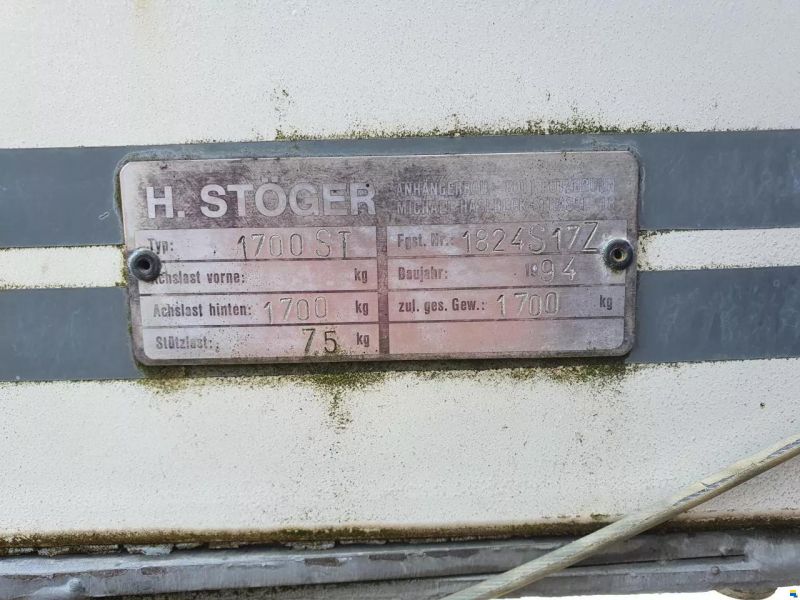 H. STÖGER
Typ: 1700 ST
Fgst. Nr.: 1824S17Z
Achslast vorne: kg
Baujahr: 1994
Achslast hinten: 1700 kg
zul. ges. Gew.: 1700 kg
Stützlast: 75 kg